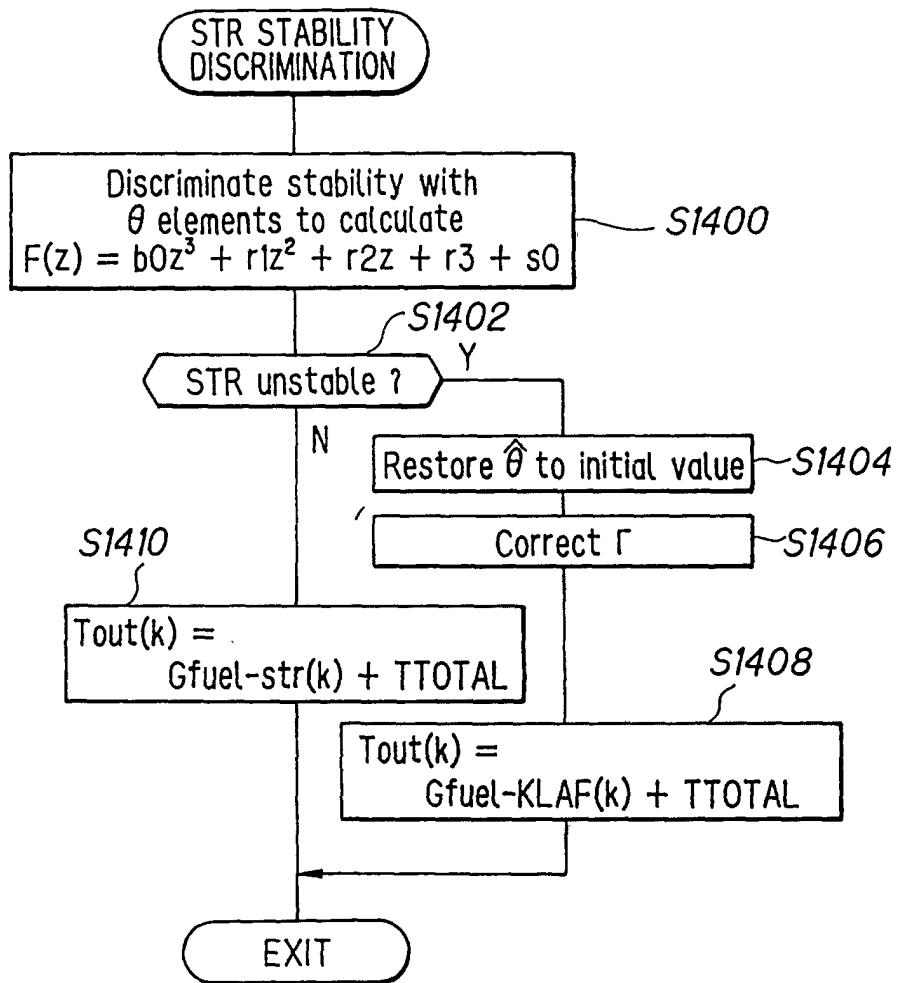 STR STABILITY
DISCRIMINATION
Discriminate stability with
θ elements to calculate
F(z) = b0z³ + r1z² + r2z + r3 + s0
S1400
S1402
STR unstable ?
Y
N
Restore θ̂ to initial value
S1404
Correct Γ
S1406
S1410
Tout(k) =
Gfuel-str(k) + TTOTAL
S1408
Tout(k) =
Gfuel-KLAF(k) + TTOTAL
EXIT